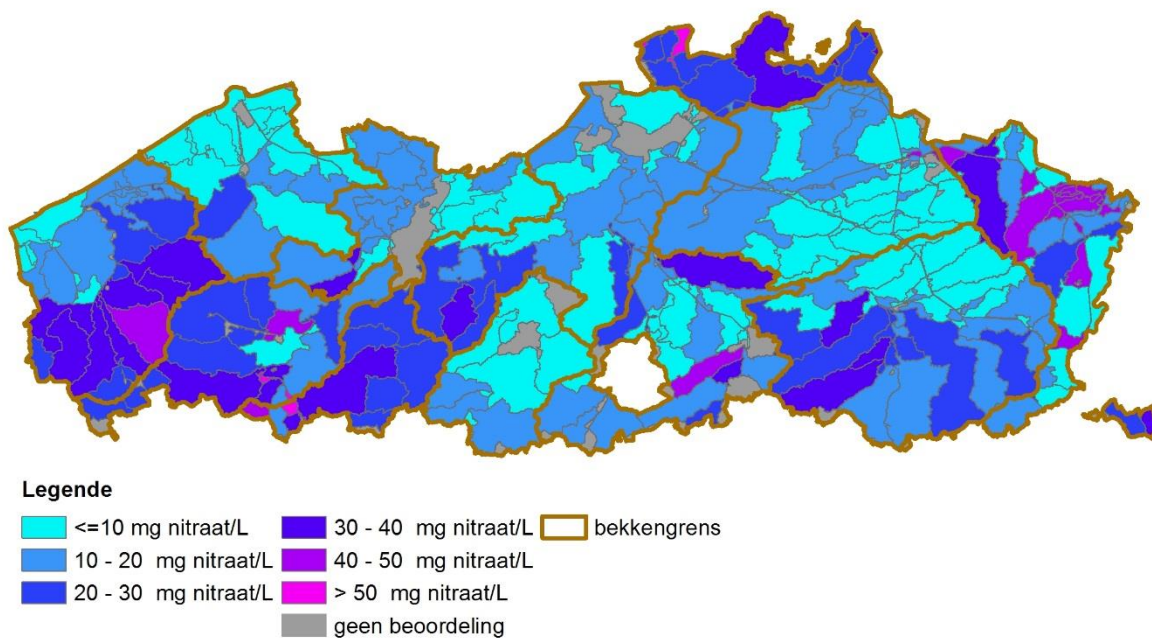 Legende
<=10 mg nitraat/L
10 - 20 mg nitraat/L
20 - 30 mg nitraat/L
30 - 40 mg nitraat/L
40 - 50 mg nitraat/L
> 50 mg nitraat/L
geen beoordeling
bekkengrens